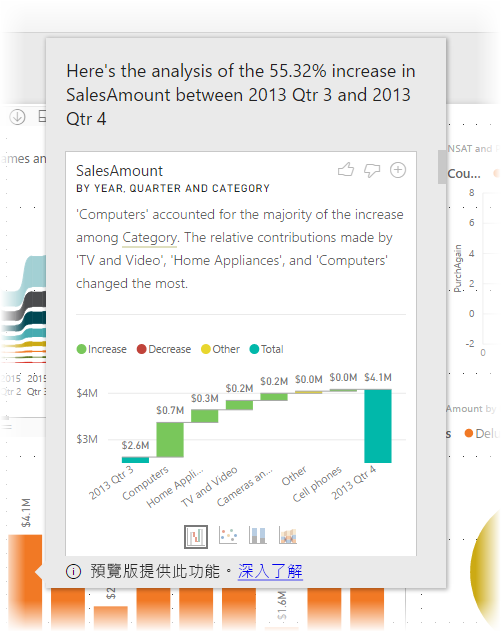 Here's the analysis of the 55.32% increase in
SalesAmount between 2013 Qtr 3 and 2013
Qtr 4
SalesAmount
BY YEAR, QUARTER AND CATEGORY
'Computers' accounted for the majority of the increase
among Category. The relative contributions made by
'TV and Video', 'Home Appliances', and 'Computers'
changed the most.
Increase Decrease Other Total
$4M
$3M
$2.6M
$0.7M
$0.3M
$0.2M
$0.2M
$0.0M
$0.0M
$4.1M
2013 Qtr 3
Computers
Home Appli...
TV and Video
Cameras an...
Other
Cell phones
2013 Qtr 4
預覽版提供此功能。深入了解
ames an
2015
Qtr 2
$4.1M
$1.6M
NSAT and
Cou...
PurchAgain
8
6
4
2
0
-2
0
Amount by
s
Delu